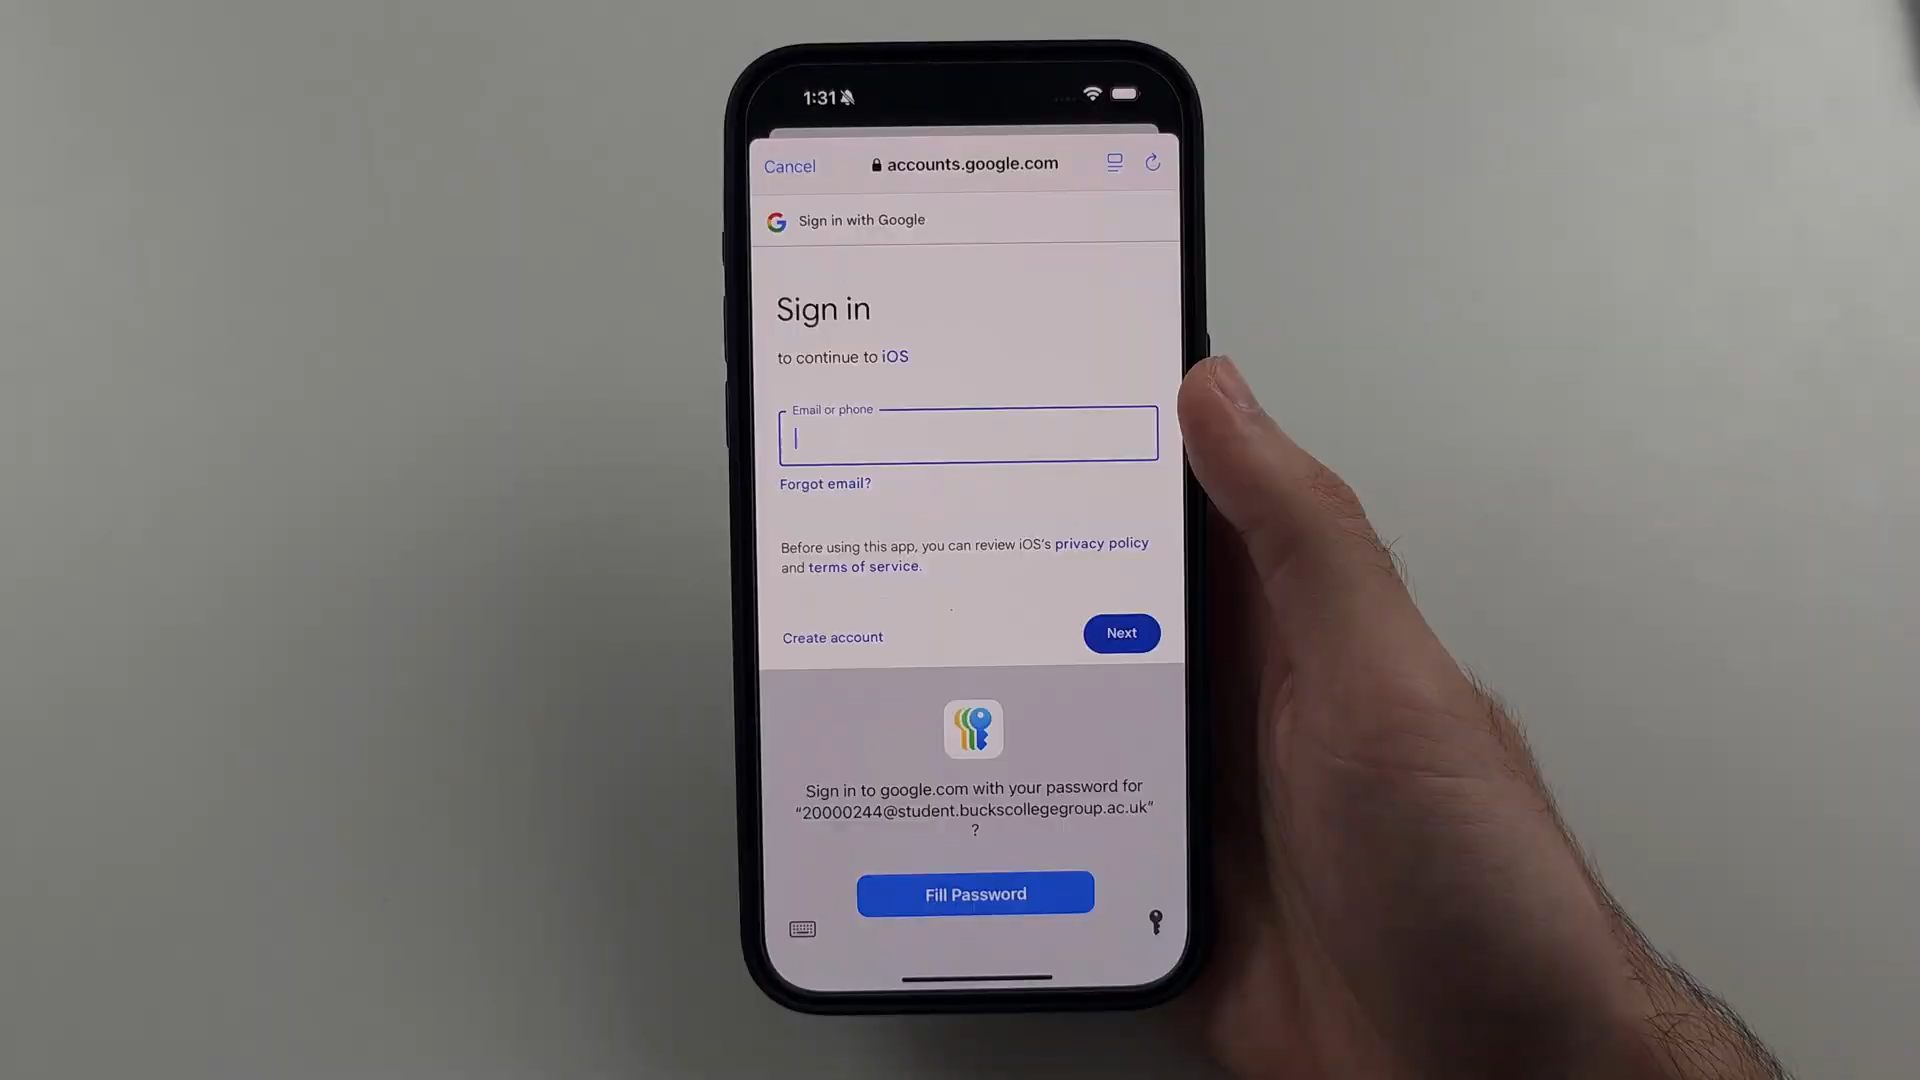 1:31
Cancel
accounts.google.com
Sign in with Google
Sign in
to continue to iOS
Email or phone
Forgot email?
Before using this app, you can review iOS's privacy policy
and terms of service.
Create account
Next
Sign in to google.com with your password for
"20000244@student.buckscollegegroup.ac.uk"
?
Fill Password